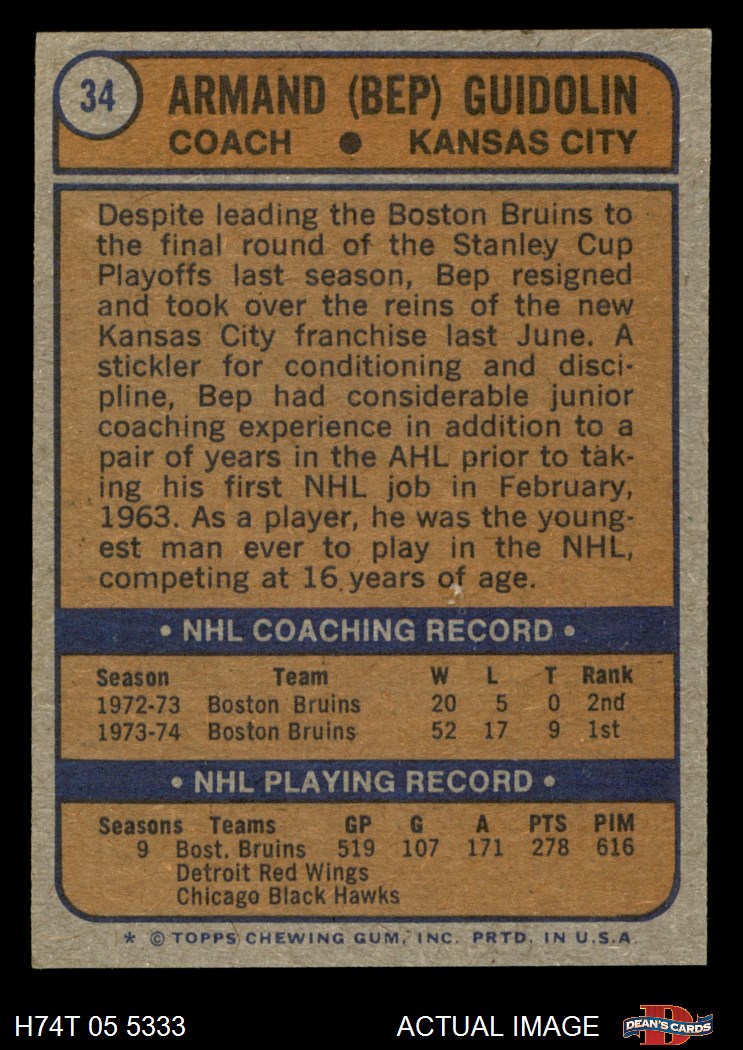 34
ARMAND (BEP) GUIDOLIN
COACH ● KANSAS CITY
Despite leading the Boston Bruins to
the final round of the Stanley Cup
Playoffs last season, Bep resigned
and took over the reins of the new
Kansas City franchise last June. A
stickler for conditioning and disci-
pline, Bep had considerable junior
coaching experience in addition to a
pair of years in the AHL prior to tak-
ing his first NHL job in February,
1963. As a player, he was the young-
est man ever to play in the NHL,
competing at 16 years of age.
• NHL COACHING RECORD •
Season Team W L T Rank
1972-73 Boston Bruins 20 5 0 2nd
1973-74 Boston Bruins 52 17 9 1st
• NHL PLAYING RECORD •
Seasons Teams GP G A PTS PIM
9 Bost. Bruins 519 107 171 278 616
Detroit Red Wings
Chicago Black Hawks
* © TOPPS CHEWING GUM, INC. PRTD. IN U.S.A.
H74T 05 5333 ACTUAL IMAGE D DEAN'S CARDS